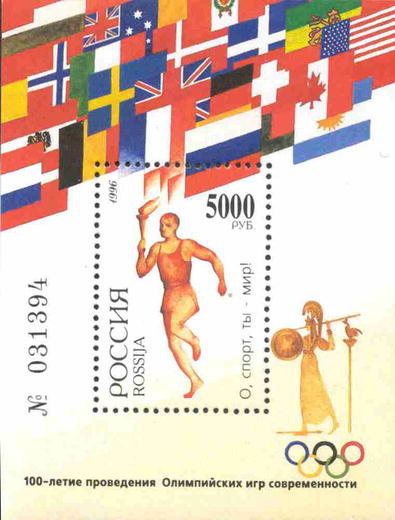 1996
5000
РУБ.
РОССИЯ
ROSSIJA
О, спорт, ты - мир!
№ 031394
100-летие проведения Олимпийских игр современности